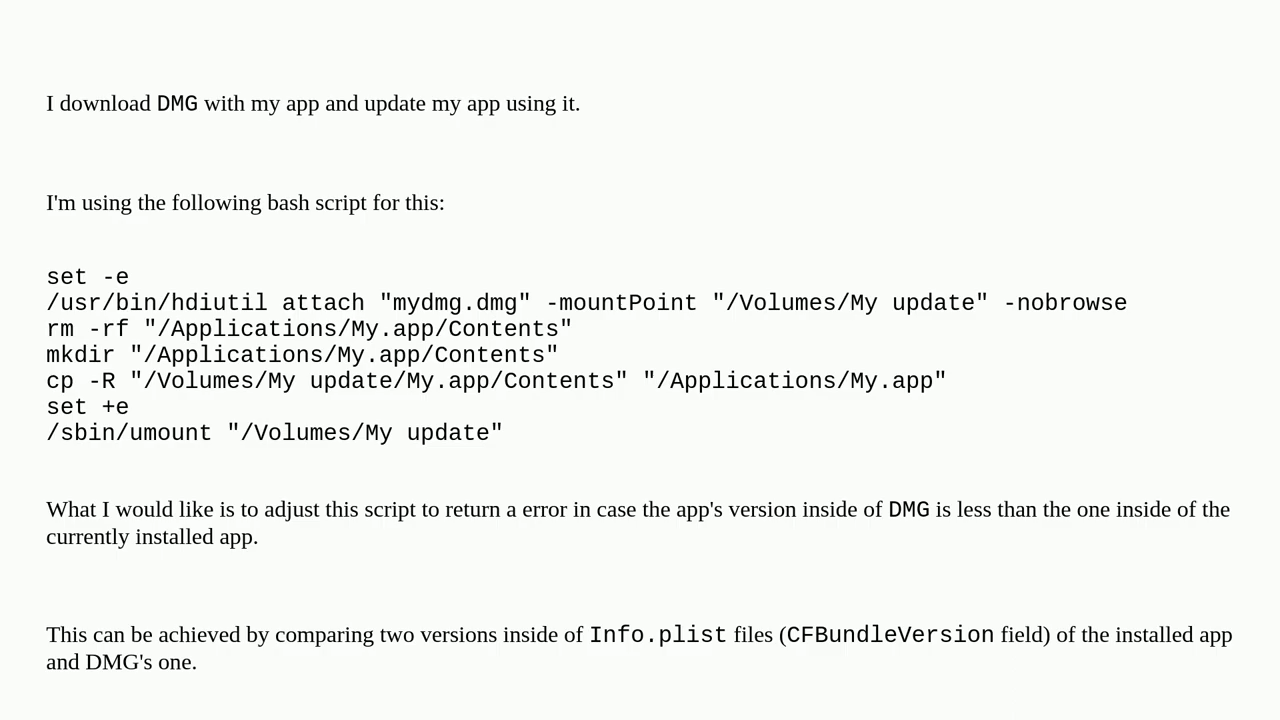 I download DMG with my app and update my app using it.
I'm using the following bash script for this:
set -e
/usr/bin/hdiutil attach "mydmg.dmg" -mountPoint "/Volumes/My update" -nobrowse
rm -rf "/Applications/My.app/Contents"
mkdir "/Applications/My.app/Contents"
cp -R "/Volumes/My update/My.app/Contents" "/Applications/My.app"
set +e
/sbin/umount "/Volumes/My update"
What I would like is to adjust this script to return a error in case the app's version inside of DMG is less than the one inside of the
currently installed app.
This can be achieved by comparing two versions inside of Info.plist files (CFBundleVersion field) of the installed app
and DMG's one.